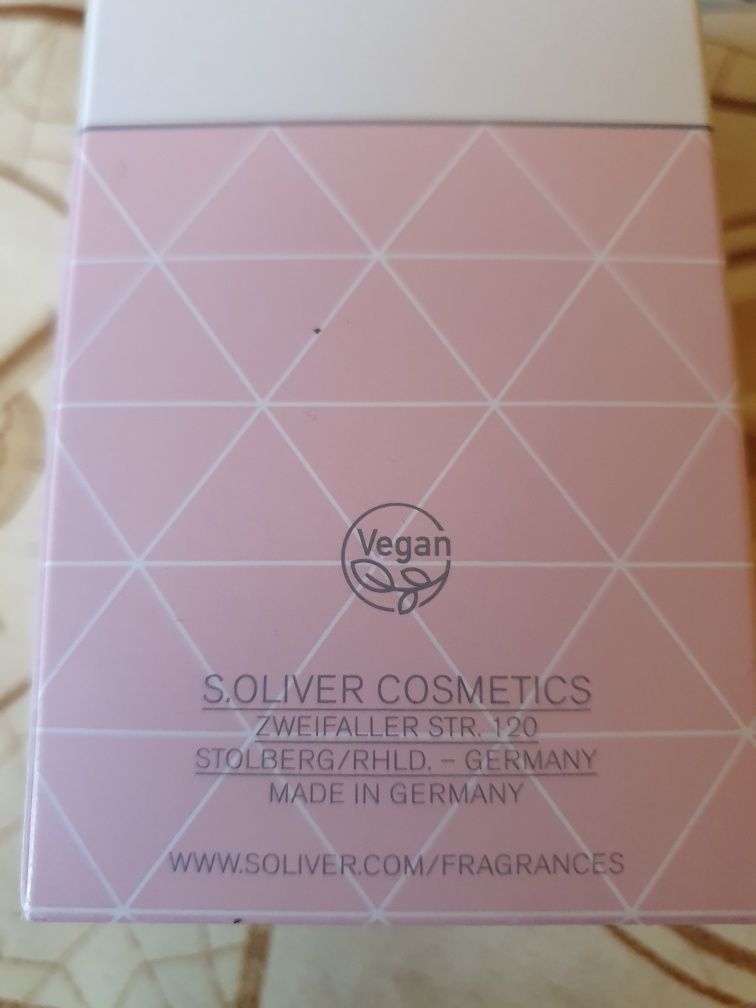 Vegan
S.OLIVER COSMETICS
ZWEIFALLER STR. 120
STOLBERG/RHLD. – GERMANY
MADE IN GERMANY
WWW.SOLIVER.COM/FRAGRANCES